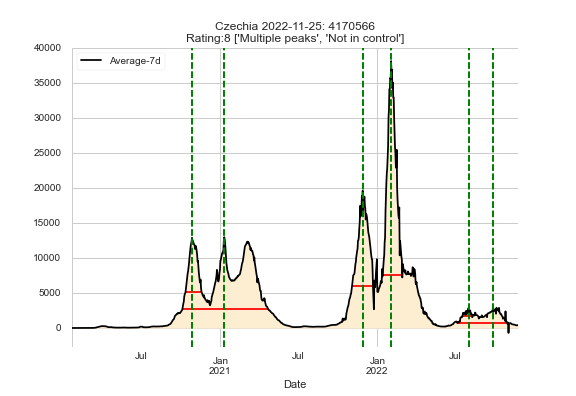 Czechia 2022-11-25: 4170566
Rating:8 ['Multiple peaks', 'Not in control']
40000
35000
30000
25000
20000
15000
10000
5000
0
Average-7d
Jul
Jan
2021
Jul
Jan
2022
Jul
Date